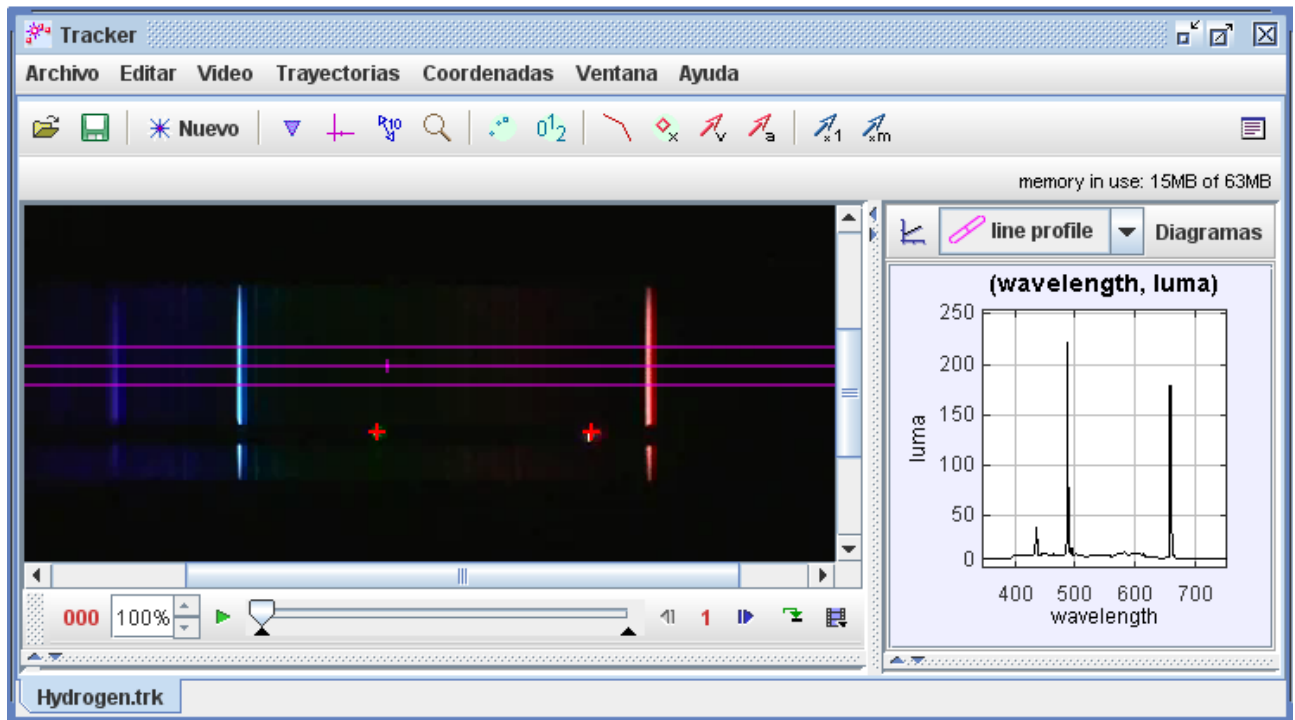 Tracker
Archivo Editar Video Trayectorias Coordenadas Ventana Ayuda
Nuevo
memory in use: 15MB of 63MB
line profile Diagramas
(wavelength, luma)
250
200
150
100
50
0
luma
400 500 600 700
wavelength
000 100% 1
Hydrogen.trk